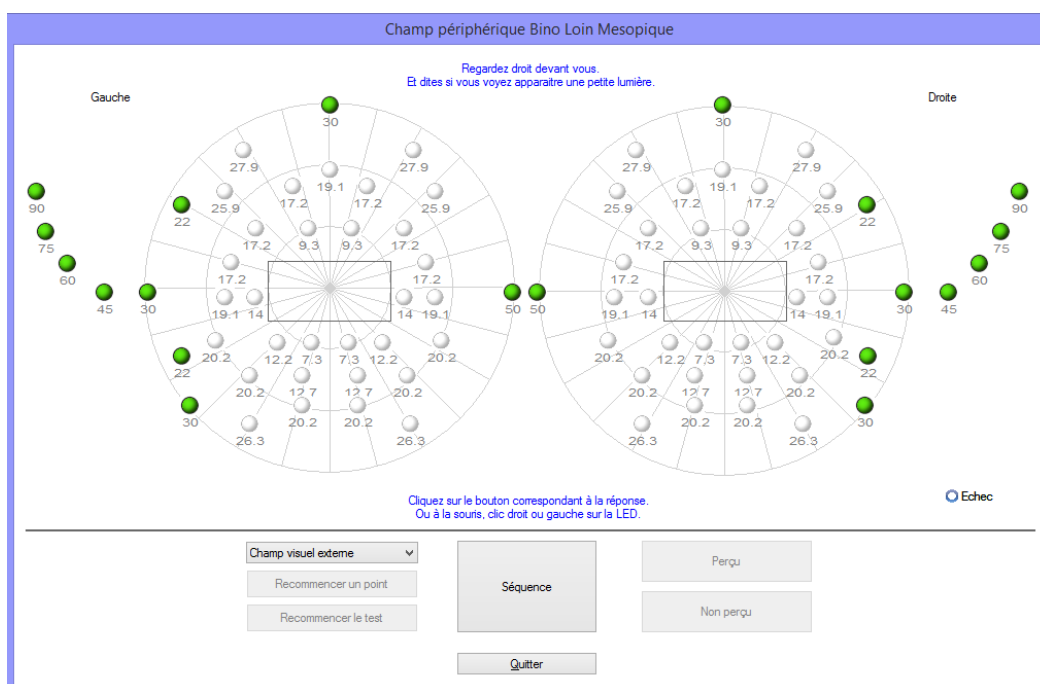 Champ périphérique Bino Loin Mesopique
Regardez droit devant vous.
Et dites si vous voyez apparaitre une petite lumière.
Gauche
Droite
30 30
27.9 27.9 27.9 27.9
19.1 19.1
17.2 17.2 17.2 17.2
90 25.9 25.9 25.9 25.9 90
22 22
75 17.2 9.3 9.3 17.2 17.2 9.3 9.3 17.2 75
60 17.2 17.2 17.2 17.2 60
45 30 19.1 14 14 19.1 50 50 19.1 14 14 19.1 30 45
20.2 12.2 7.3 7.3 12.2 20.2 20.2 12.2 7.3 7.3 12.2 20.2
22 22
20.2 12.7 12.7 20.2 20.2 12.7 12.7 20.2
30 20.2 20.2 20.2 20.2 30
26.3 26.3 26.3 26.3
Echec
Cliquez sur le bouton correspondant à la réponse.
Ou à la souris, clic droit ou gauche sur la LED.
Champ visuel externe
Recommencer un point
Recommencer le test
Séquence
Perçu
Non perçu
Quitter